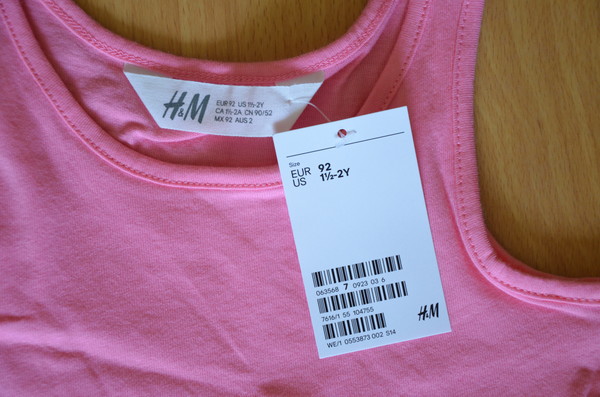 H&M
EUR 92 US 1½-2Y
CA 1½-2A CN 90/52
MX 92 AUS 2
Size
EUR 92
US 1½-2Y
063568 7 0923 03 6
7616/1 55 104755
WE/1 0553873 002 S14
H&M